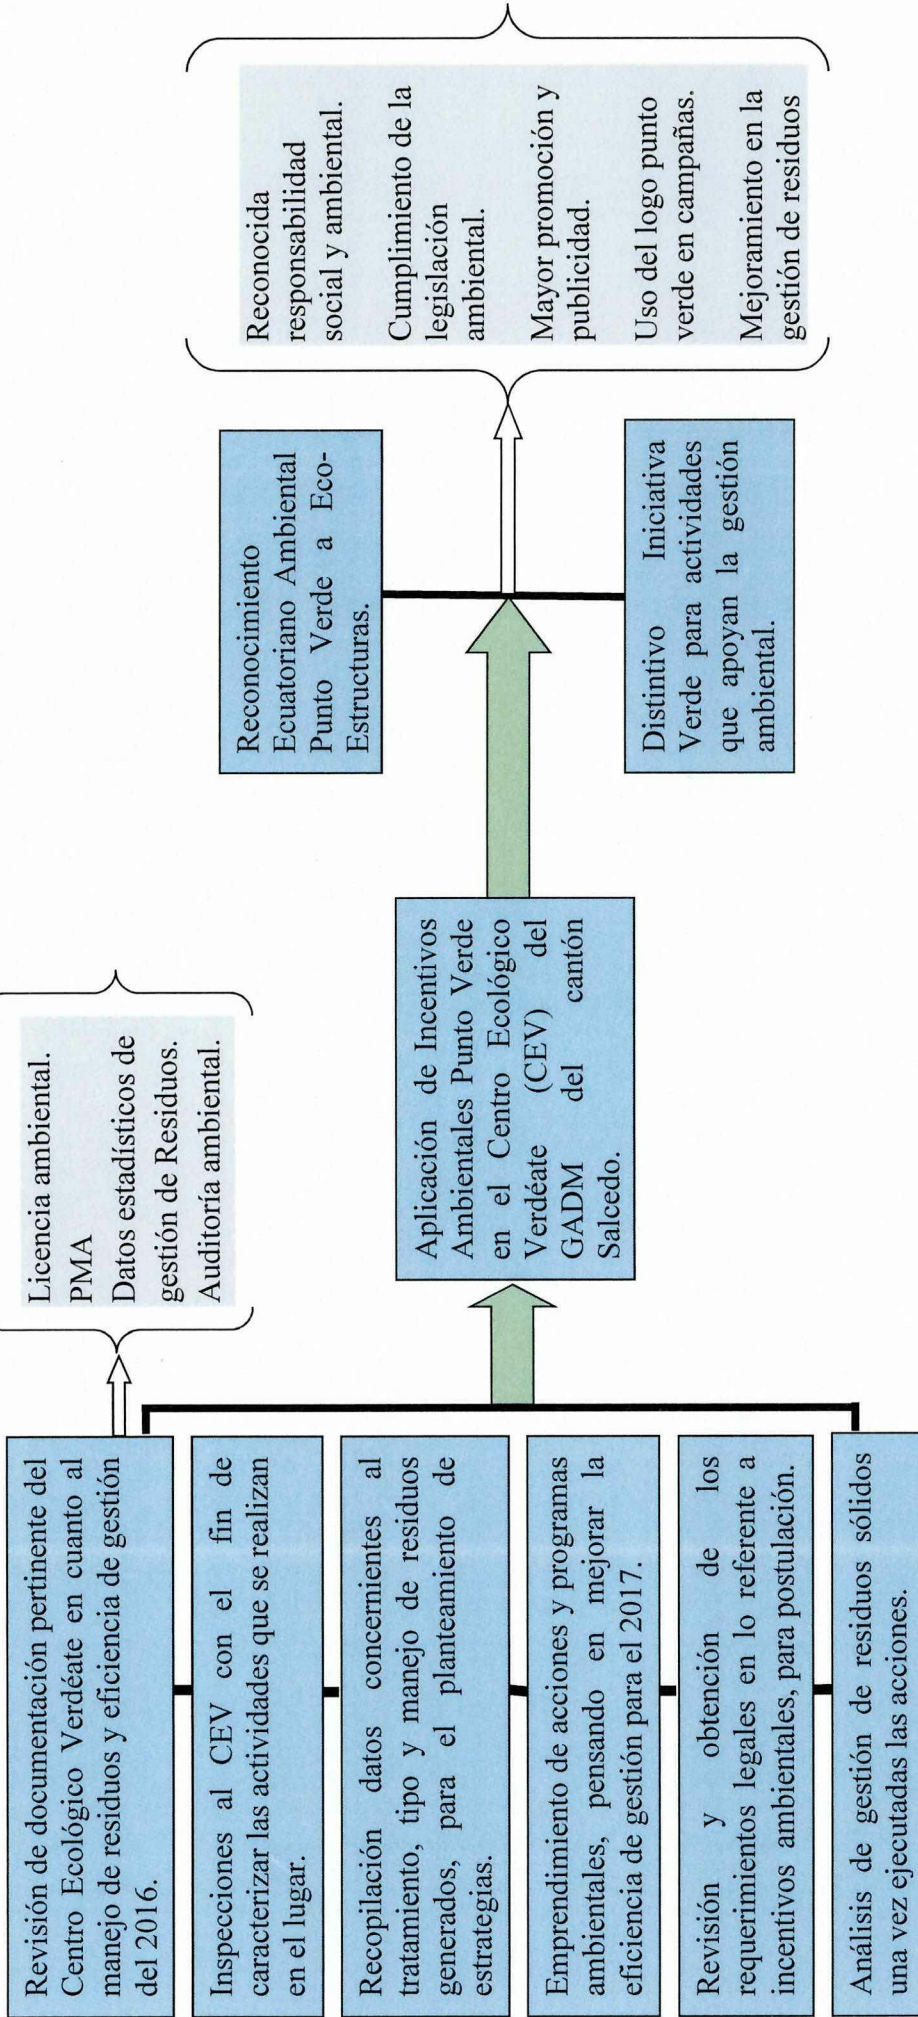 Revisión de documentación pertinente del
Centro Ecológico Verdéate en cuanto al
manejo de residuos y eficiencia de gestión
del 2016.
Licencia ambiental.
PMA
Datos estadísticos de
gestión de Residuos.
Auditoría ambiental.
Inspecciones al CEV con el fin de
caracterizar las actividades que se realizan
en el lugar.
Recopilación datos concernientes al
tratamiento, tipo y manejo de residuos
generados, para el planteamiento de
estrategias.
Emprendimiento de acciones y programas
ambientales, pensando en mejorar la
eficiencia de gestión para el 2017.
Revisión y obtención de los
requerimientos legales en lo referente a
incentivos ambientales, para postulación.
Análisis de gestión de residuos sólidos
una vez ejecutadas las acciones.
Aplicación de Incentivos
Ambientales Punto Verde
en el Centro Ecológico
Verdéate (CEV) del
GADM del cantón
Salcedo.
Reconocimiento
Ecuatoriano Ambiental
Punto Verde a Eco-
Estructuras.
Distintivo Iniciativa
Verde para actividades
que apoyan la gestión
ambiental.
Reconocida
responsabilidad
social y ambiental.
Cumplimiento de la
legislación
ambiental.
Mayor promoción y
publicidad.
Uso del logo punto
verde en campañas.
Mejoramiento en la
gestión de residuos